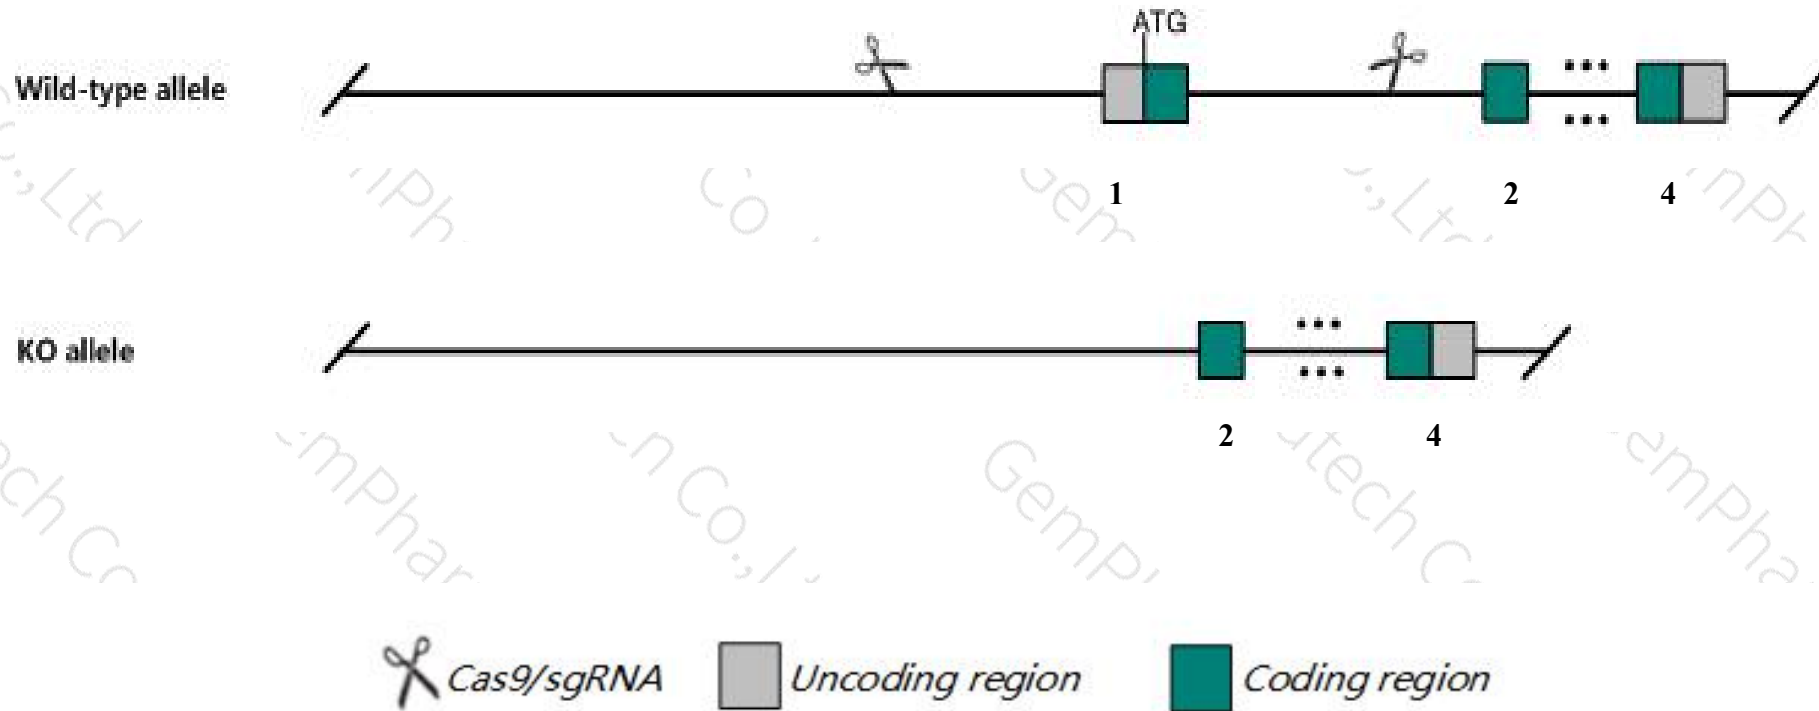 ATG
Wild-type allele
1 2 4
KO allele
2 4
Cas9/sgRNA Uncoding region Coding region